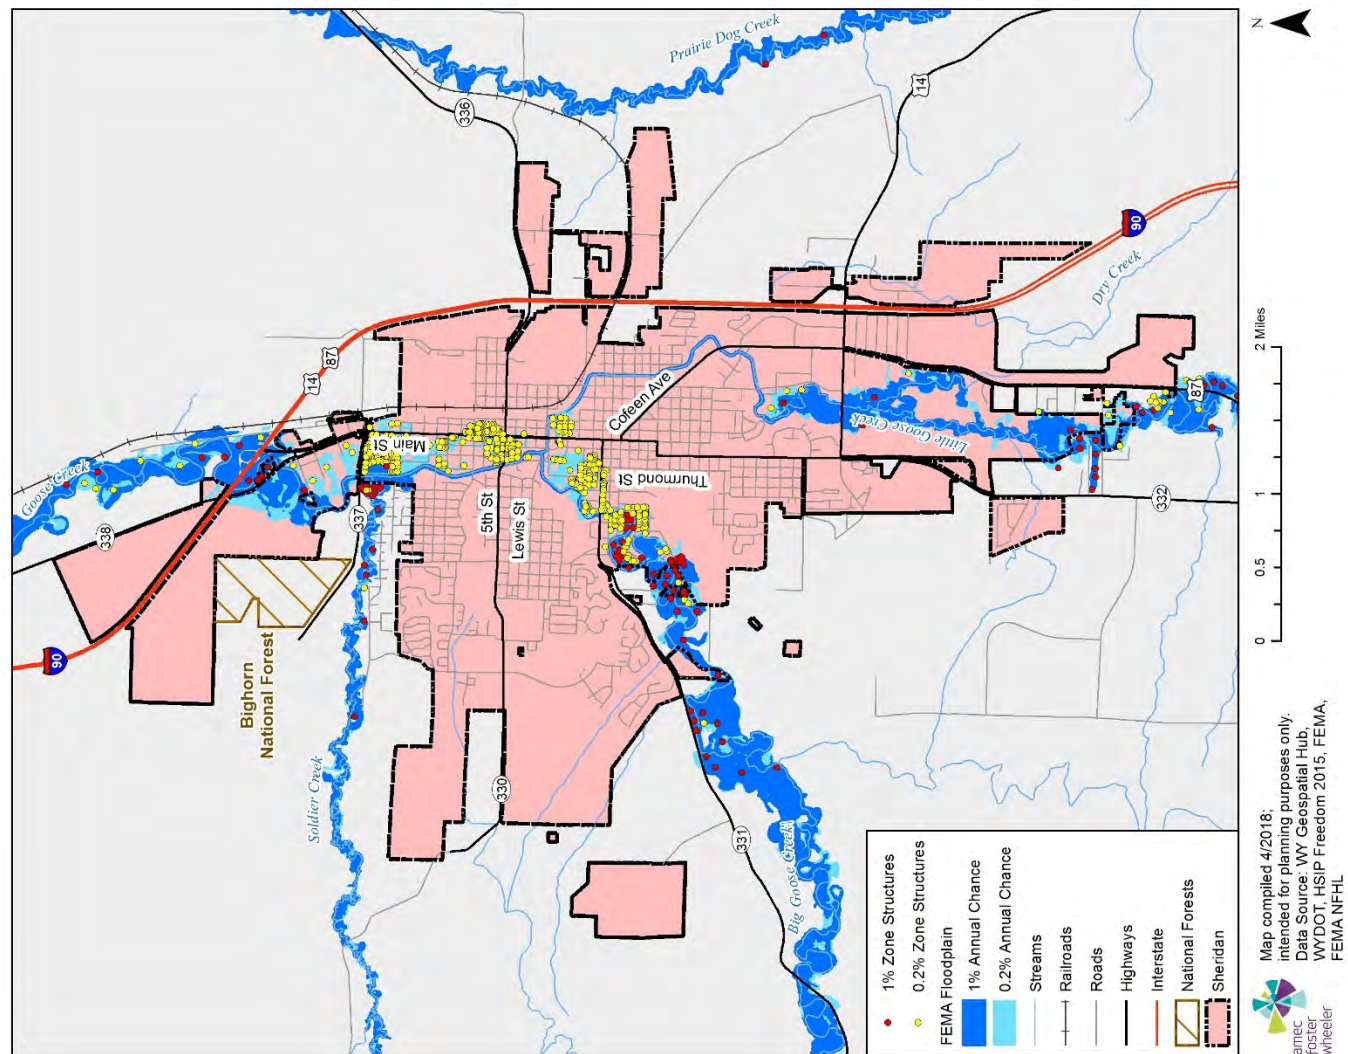 Prairie Dog Creek
N
14
336
90
Dry Creek
14
87
Goose Creek
338
337
Main St
Cofeen Ave
Little Goose Creek
87
5th St
Lewis St
Thurmond St
332
90
Bighorn
National Forest
Soldier Creek
330
331
Big Goose Creek
1% Zone Structures
0.2% Zone Structures
FEMA Floodplain
1% Annual Chance
0.2% Annual Chance
Streams
Railroads
Roads
Highways
Interstate
National Forests
Sheridan
0 0.5 1 2 Miles
Map compiled 4/2018;
intended for planning purposes only.
Data Source: WY Geospatial Hub,
WYDOT, HSIP Freedom 2015, FEMA,
FEMA NFHL
amec
foster
wheeler